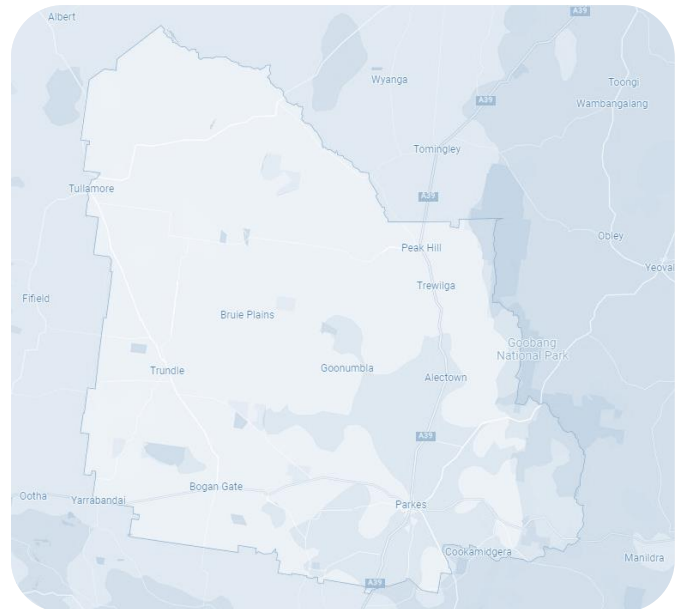 A39
Albert
Wyanga
Toongi
A39
Wambangalang
Tomingley
Tullamore
A39
Obley
Peak Hill
Yeoval
Trewilga
Fifield
Bruie Plains
Goobang
National Park
Goonumbla
Trundle
Alectown
A39
Bogan Gate
Ootha
Yarrabandai
Parkes
Cookamidgera
Manildra
A39